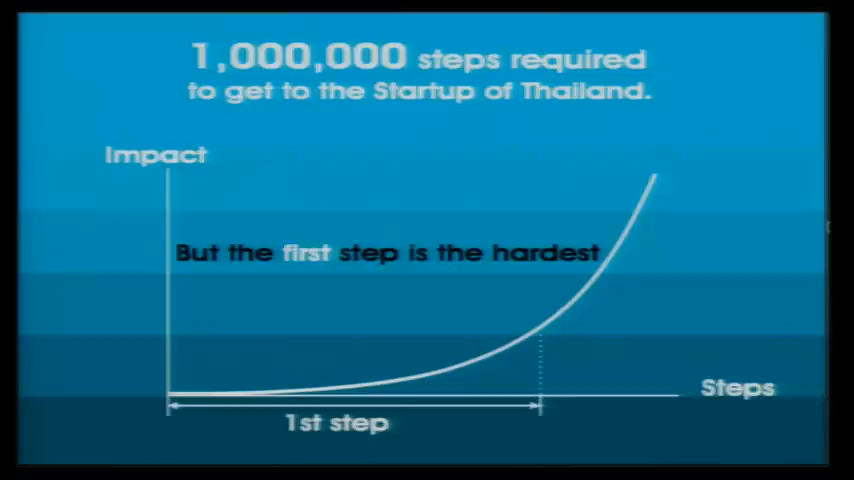 1,000,000 steps required
to get to the Startup of Thailand.
Impact
But the first step is the hardest
Steps
1st step